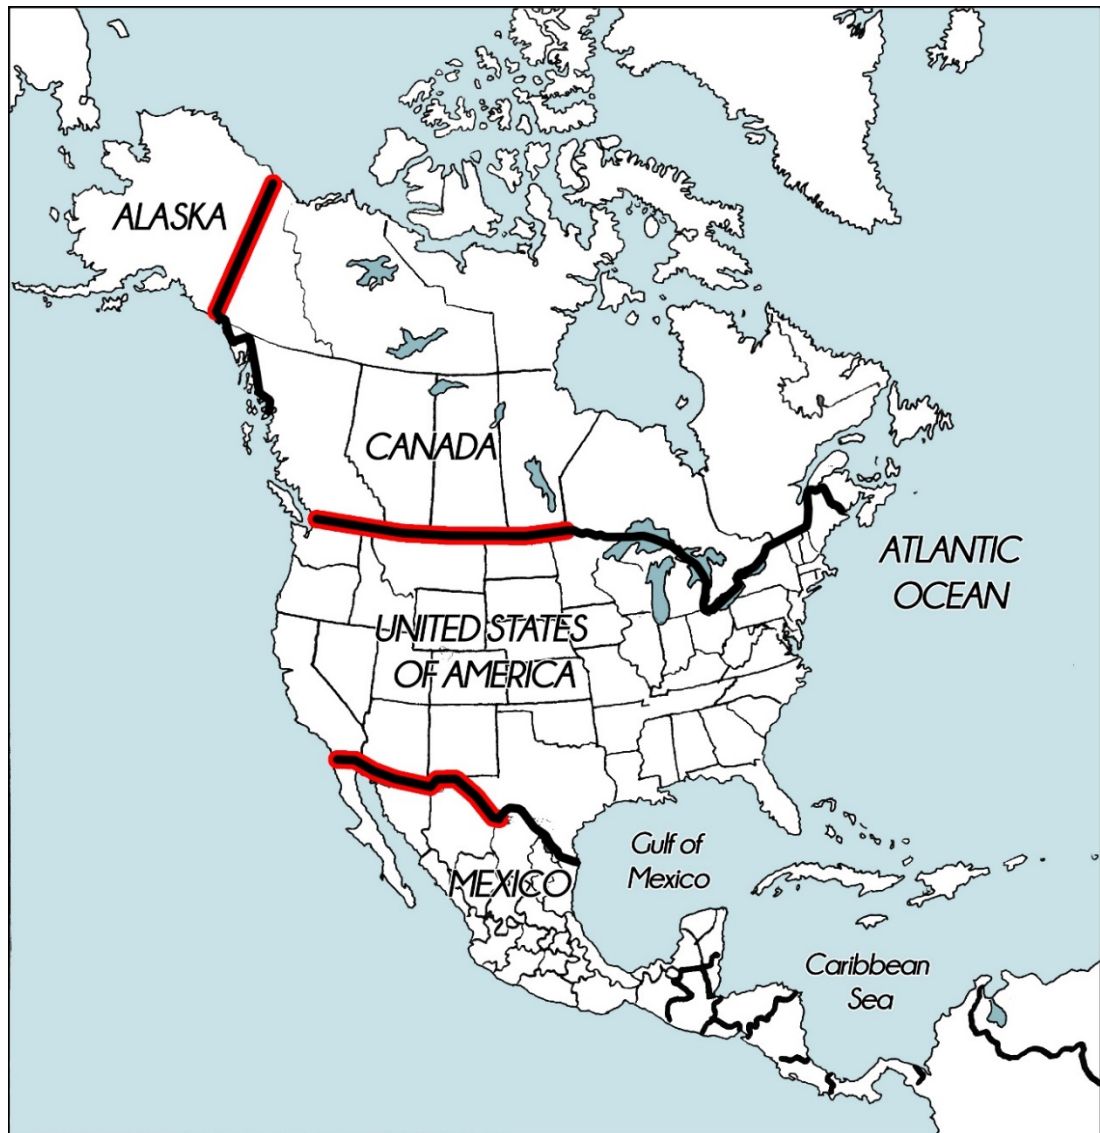 ALASKA
CANADA
UNITED STATES
OF AMERICA
ATLANTIC
OCEAN
Gulf of
Mexico
MEXICO
Caribbean
Sea